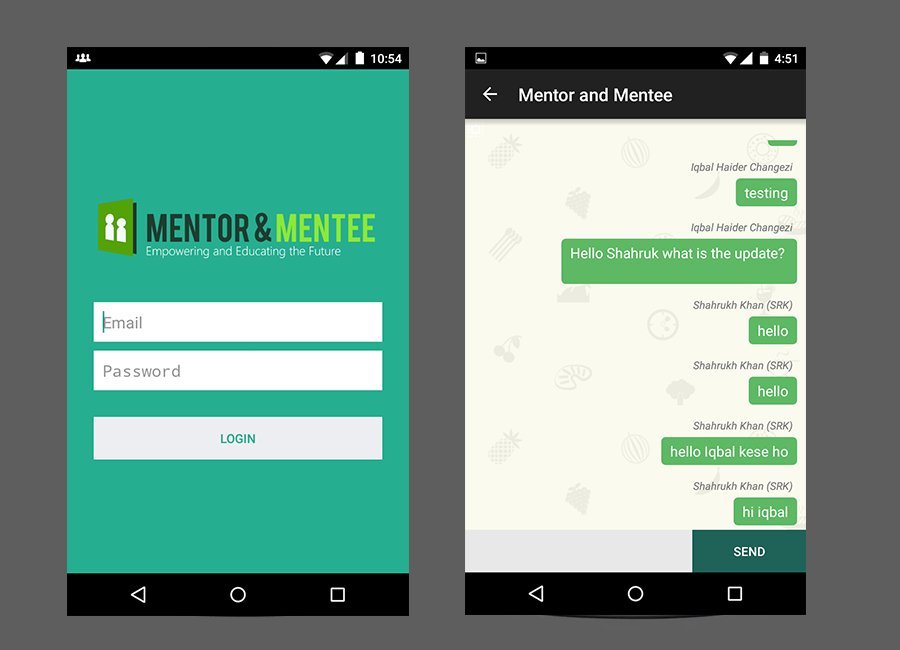 10:54
MENTOR & MENTEE
Empowering and Educating the Future
Email
Password
LOGIN
4:51
Mentor and Mentee
Iqbal Haider Changezi
testing
Iqbal Haider Changezi
Hello Shahruk what is the update?
Shahrukh Khan (SRK)
hello
Shahrukh Khan (SRK)
hello
Shahrukh Khan (SRK)
hello Iqbal kese ho
Shahrukh Khan (SRK)
hi iqbal
SEND